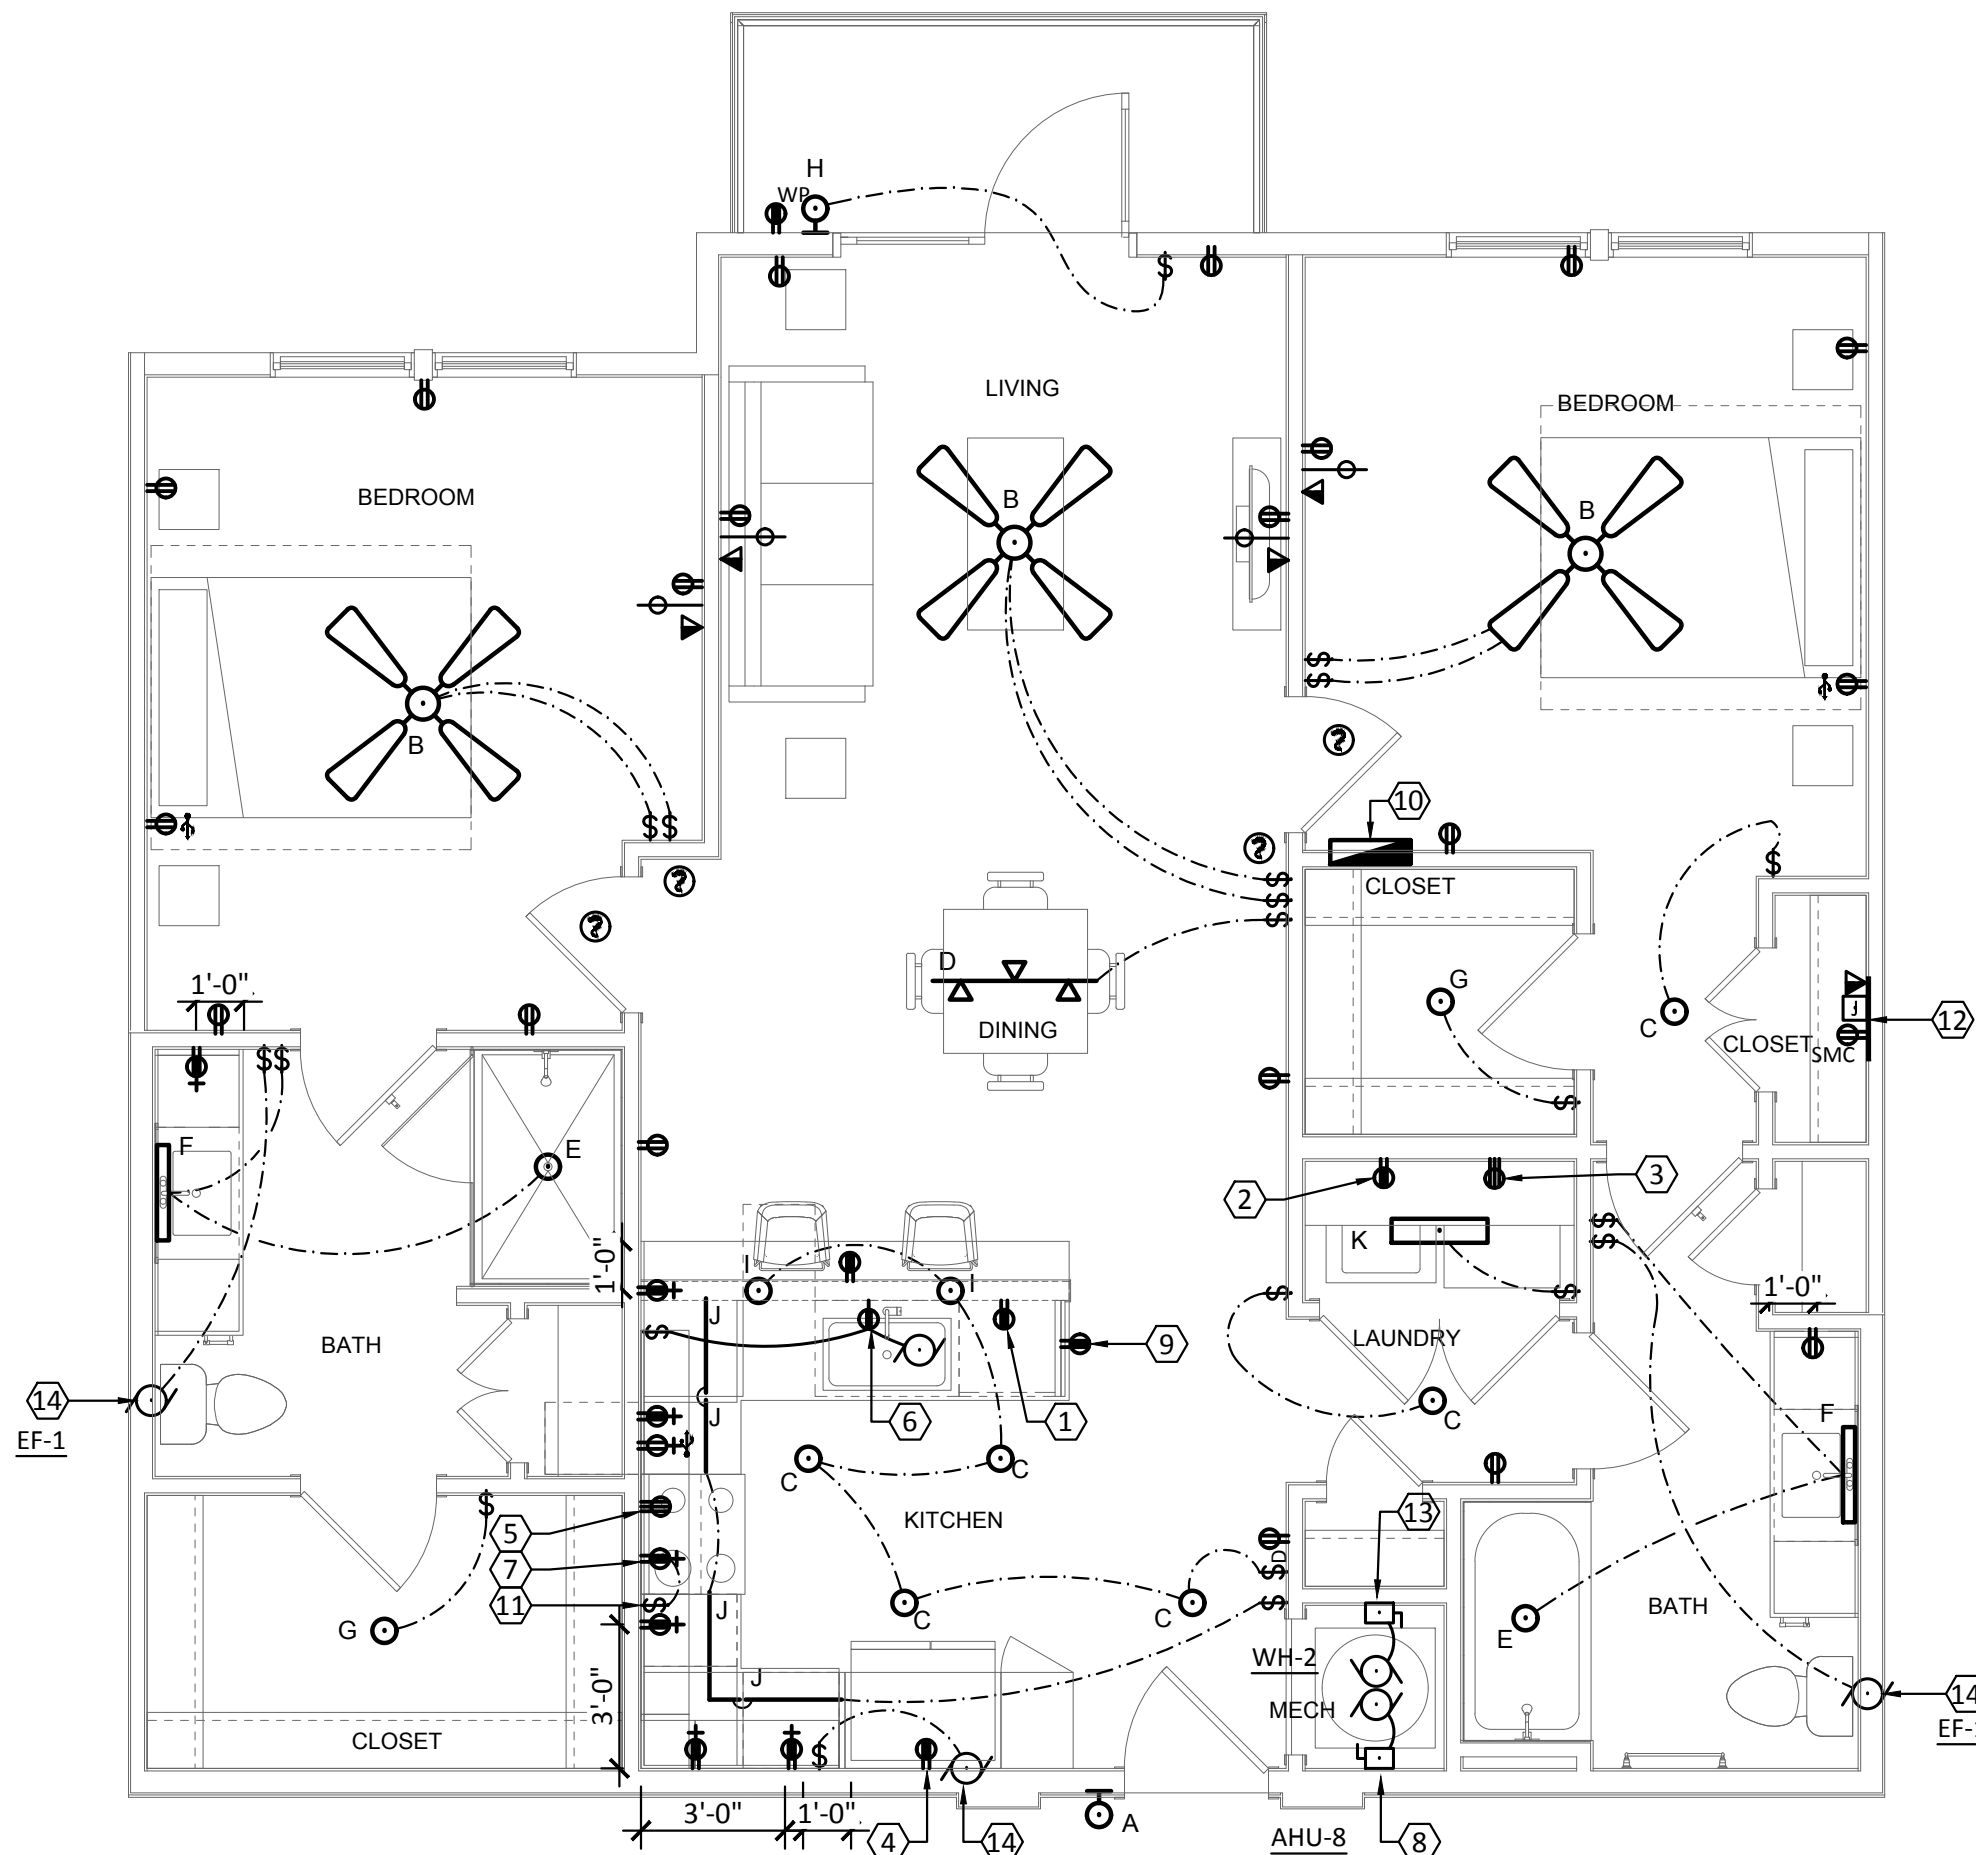 H
WP
$
LIVING
BEDROOM
BEDROOM
B
B
B
$
$
$$
10
$
CLOSET
$
$
$
D
G
C
DINING
J
CLOSET
SMC
12
1'-0"
$$
F
E
$
2
3
K
$
$
1'-0"
1'-0"
I
I
$
J
$
$
LAUNDRY
BATH
9
14
EF-1
6
1
J
C
F
C
C
KITCHEN
$
13
5
7
11
D
$
$
$
G
C
C
J
E
BATH
WH-2
MECH
3'-0"
CLOSET
$
14
3'-0"
1'-0"
4
14
A
AHU-8
8